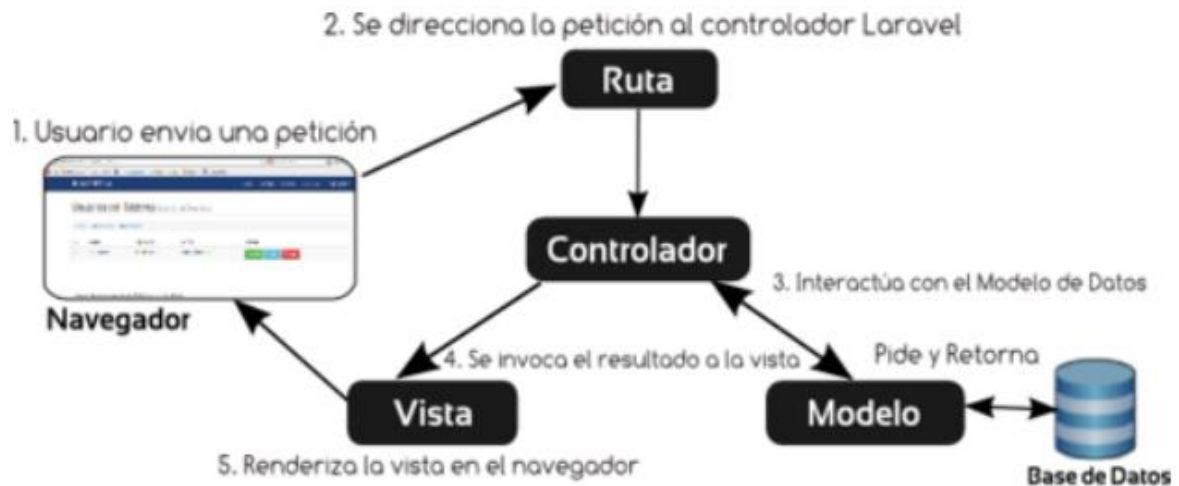 2. Se direcciona la petición al controlador Laravel
Ruta
1. Usuario envia una petición
Controlador
3. Interactúa con el Modelo de Datos
Navegador
4. Se invoca el resultado a la vista
Pide y Retorna
Vista
Modelo
5. Renderiza la vista en el navegador
Base de Datos